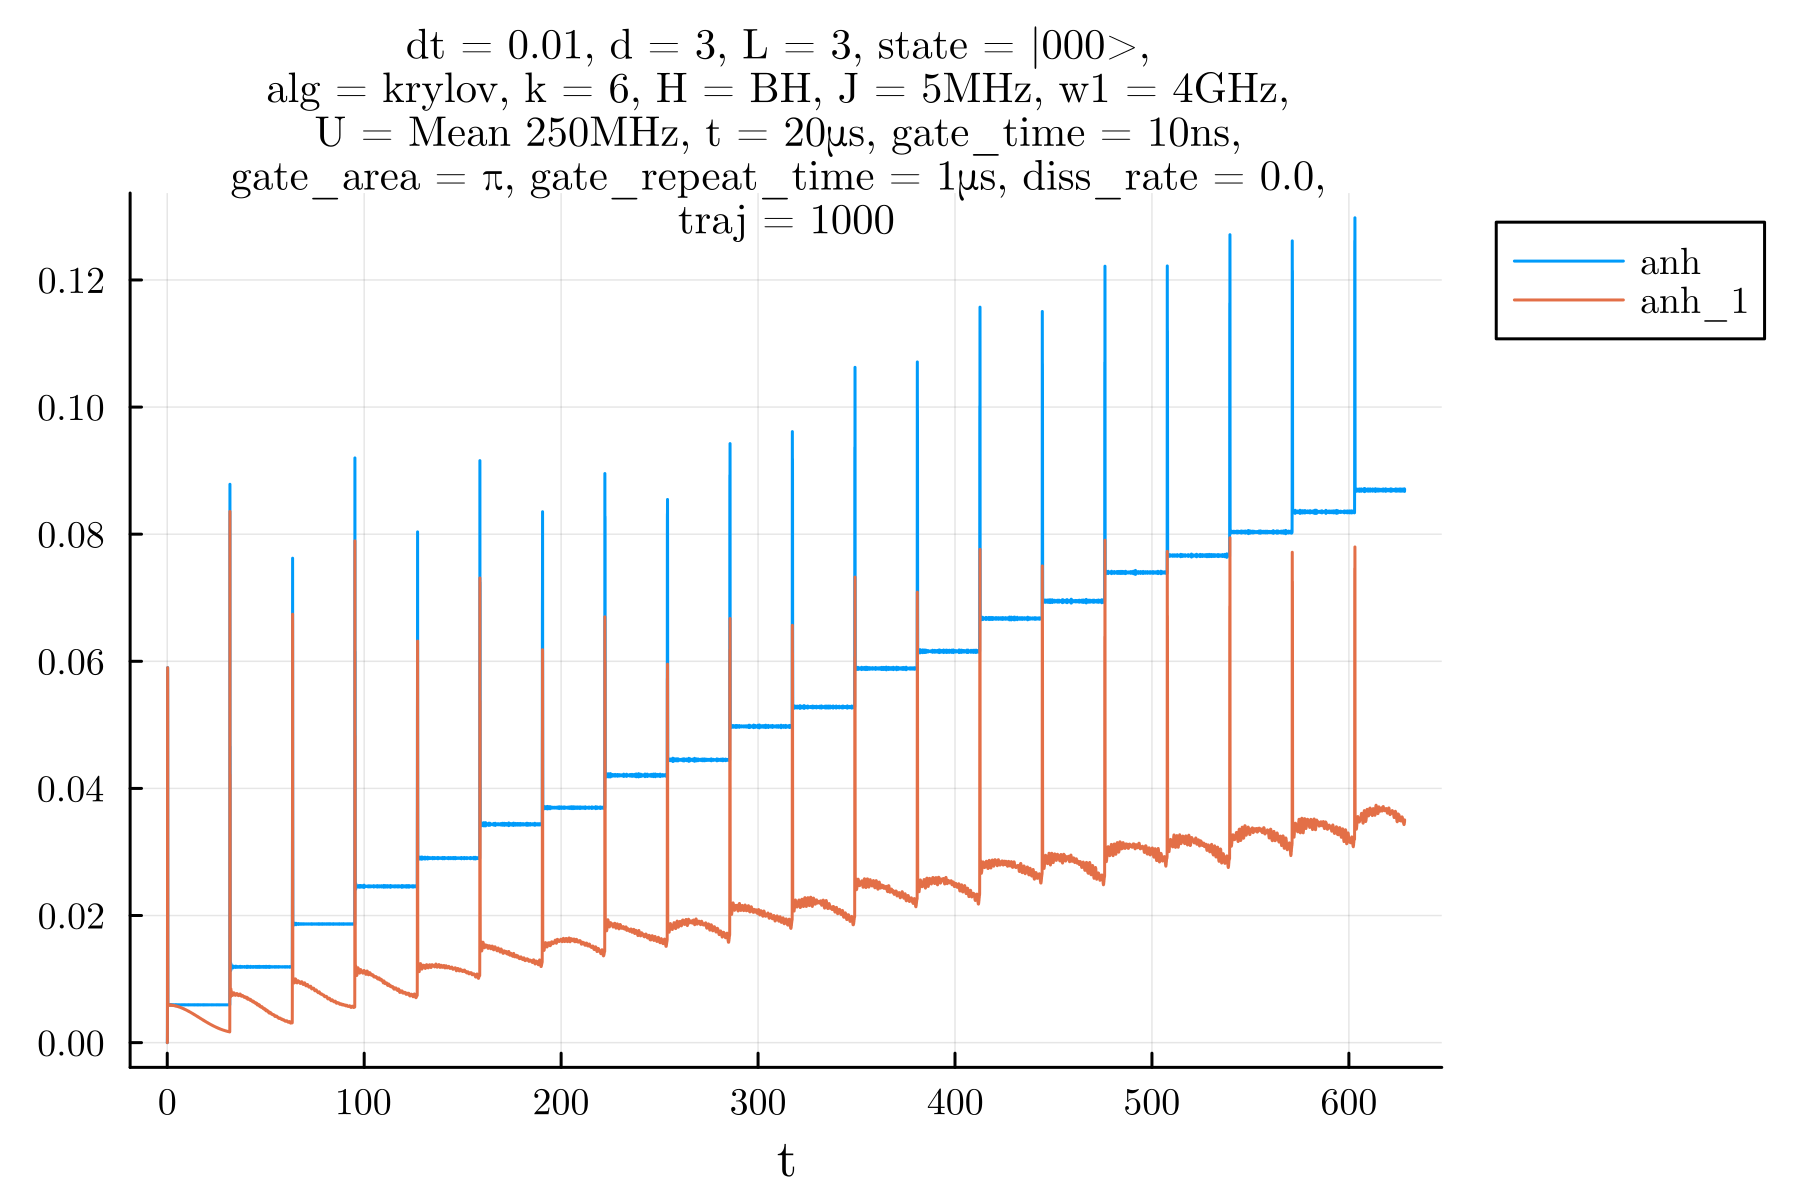 dt = 0.01, d = 3, L = 3, state = |000>,
alg = krylov, k = 6, H = BH, J = 5MHz, w1 = 4GHz,
U = Mean 250MHz, t = 20μs, gate_time = 10ns,
gate_area = π, gate_repeat_time = 1μs, diss_rate = 0.0,
traj = 1000
anh
anh_1
0.12
0.10
0.08
0.06
0.04
0.02
0.00
0 100 200 300 400 500 600
t